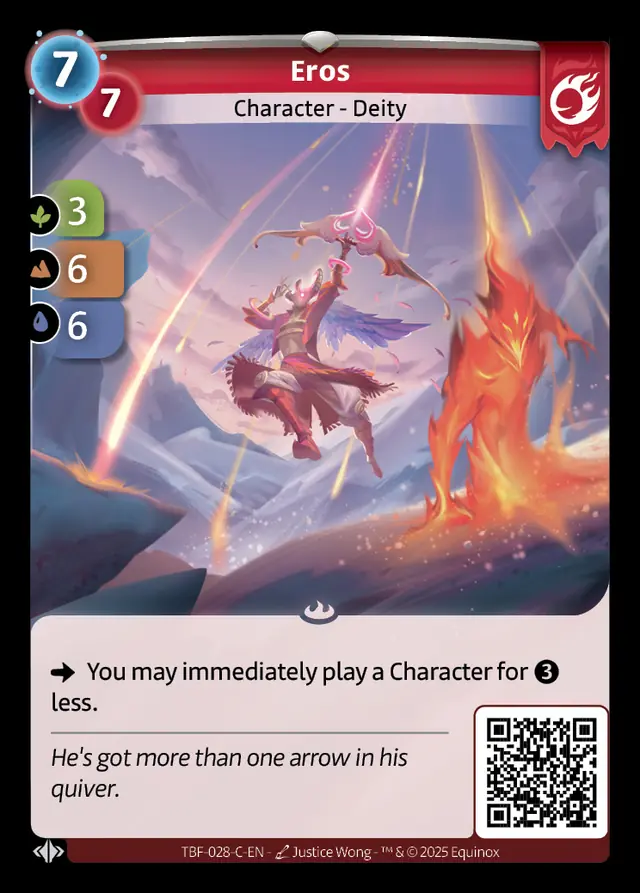 7
7
Eros
Character - Deity
3
6
6
You may immediately play a Character for 3
less.
He's got more than one arrow in his
quiver.
TBF-028-C-EN - Justice Wong - ™ & © 2025 Equinox